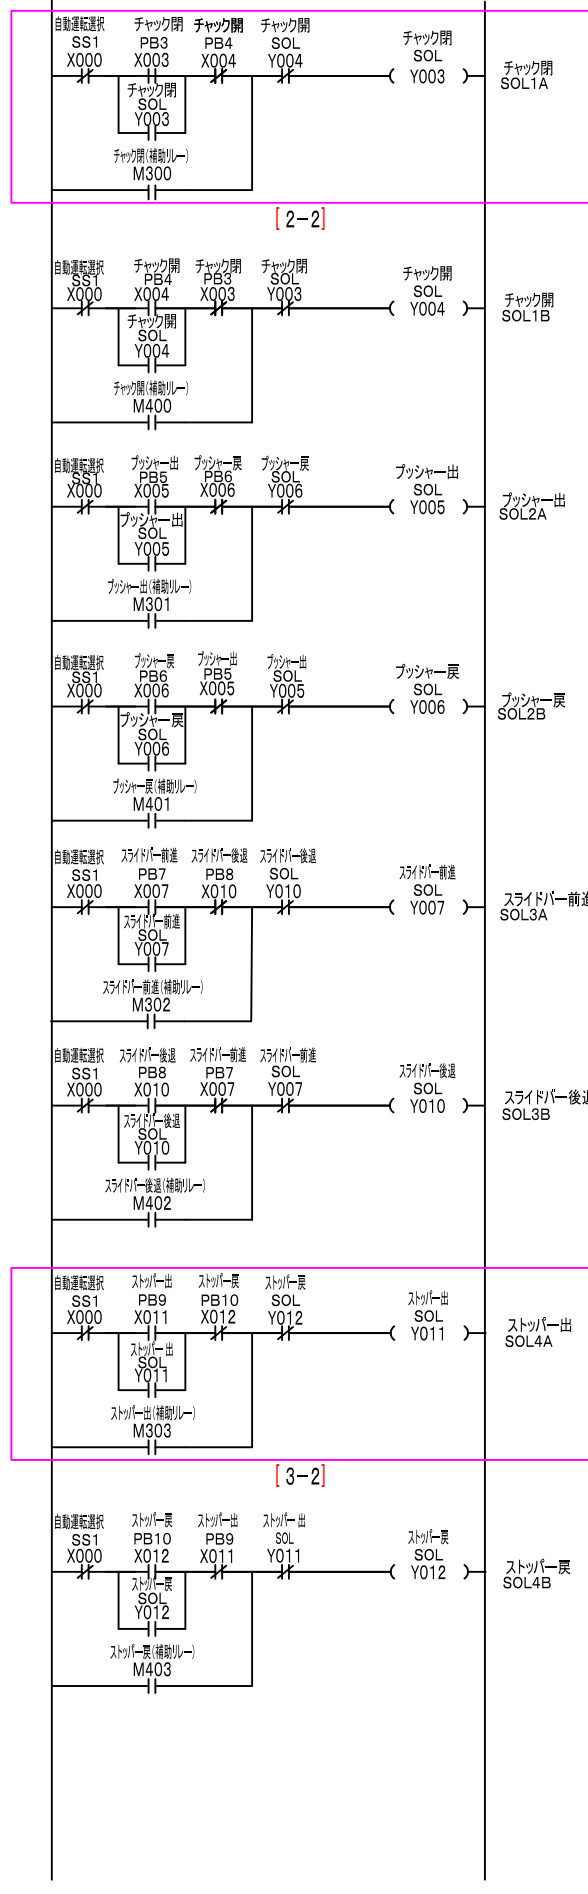 自動運転選択 チャック閉 チャック開 チャック開 チャック閉
SS1 PB3 PB4 SOL SOL
X000 X003 X004 Y004 Y003
チャック閉
SOL1A
チャック閉
SOL
Y003
チャック閉(補助リレー)
M300
[2-2]
自動運転選択 チャック開 チャック閉 チャック閉 チャック開
SS1 PB4 PB3 SOL SOL
X000 X004 X003 Y003 Y004
チャック開
SOL1B
チャック開
SOL
Y004
チャック開(補助リレー)
M400
自動運転選択 プッシャー出 プッシャー戻 プッシャー戻 プッシャー出
SS1 PB5 PB6 SOL SOL
X000 X005 X006 Y006 Y005
プッシャー出
SOL2A
プッシャー出
SOL
Y005
プッシャー出(補助リレー)
M301
自動運転選択 プッシャー戻 プッシャー出 プッシャー出 プッシャー戻
SS1 PB6 PB5 SOL SOL
X000 X006 X005 Y005 Y006
プッシャー戻
SOL2B
プッシャー戻
SOL
Y006
プッシャー戻(補助リレー)
M401
自動運転選択 スライドバー前進 スライドバー後退 スライドバー後退 スライドバー前進
SS1 PB7 PB8 SOL SOL
X000 X007 X010 Y010 Y007
スライドバー前進
SOL3A
スライドバー前進
SOL
Y007
スライドバー前進(補助リレー)
M302
自動運転選択 スライドバー後退 スライドバー前進 スライドバー前進 スライドバー後退
SS1 PB8 PB7 SOL SOL
X000 X010 X007 Y007 Y010
スライドバー後退
SOL3B
スライドバー後退
SOL
Y010
スライドバー後退(補助リレー)
M402
自動運転選択 ストッパー出 ストッパー戻 ストッパー戻 ストッパー出
SS1 PB9 PB10 SOL SOL
X000 X011 X012 Y012 Y011
ストッパー出
SOL4A
ストッパー出
SOL
Y011
ストッパー出(補助リレー)
M303
[3-2]
自動運転選択 ストッパー戻 ストッパー出 ストッパー出 ストッパー戻
SS1 PB10 PB9 SOL SOL
X000 X012 X011 Y011 Y012
ストッパー戻
SOL4B
ストッパー戻
SOL
Y012
ストッパー戻(補助リレー)
M403